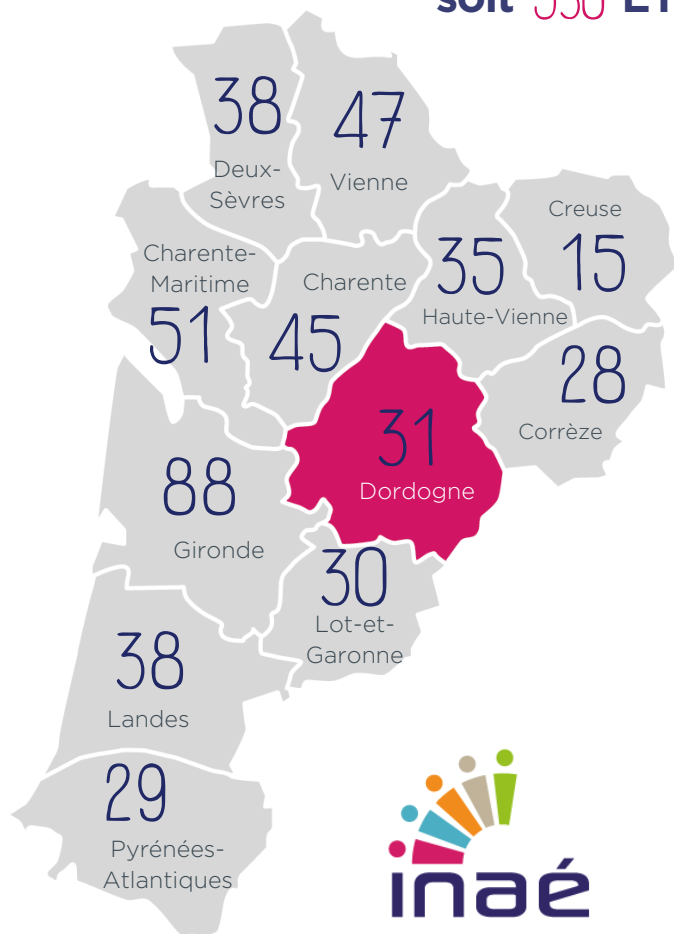 soit
38
Deux-
Sèvres
47
Vienne
Creuse
15
Charente-
Maritime
51
Charente
45
35
Haute-Vienne
28
Corrèze
31
Dordogne
88
Gironde
30
Lot-et-
Garonne
38
Landes
29
Pyrénées-
Atlantiques
inaé